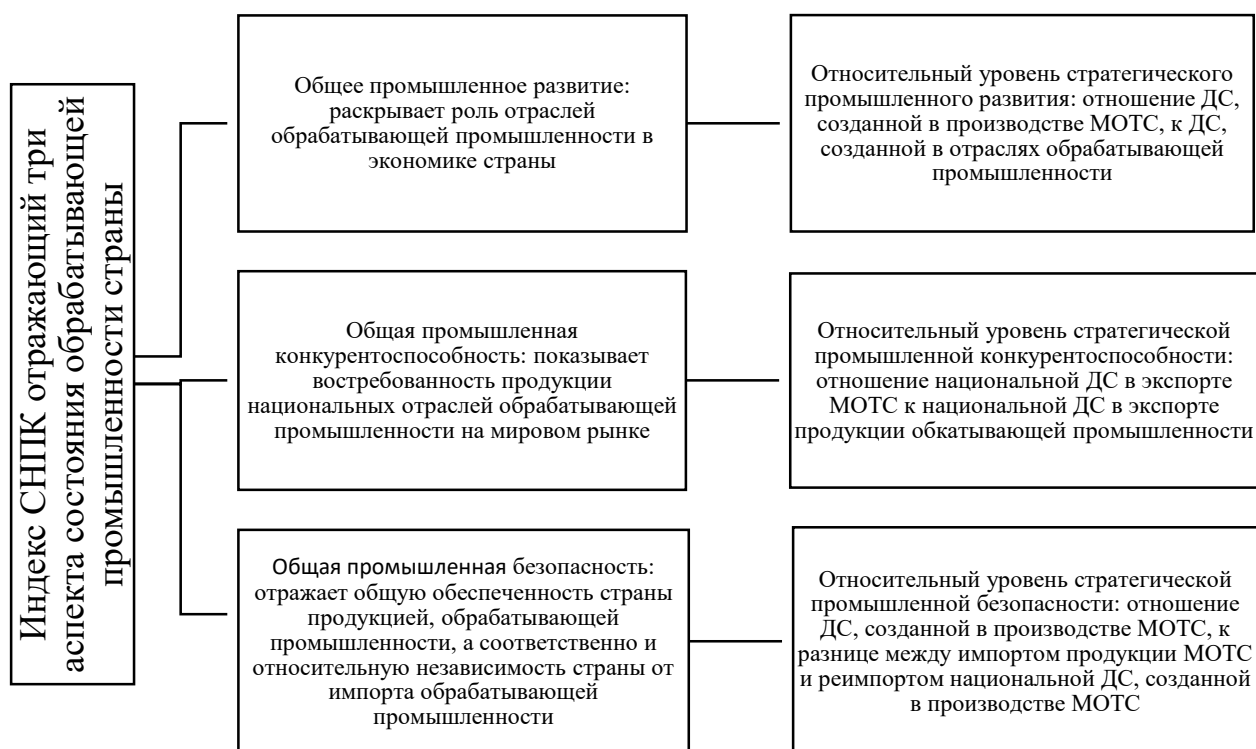 Индекс СНПК отражающий три
аспекта состояния обрабатывающей
промышленности страны
Общее промышленное развитие:
раскрывает роль отраслей
обрабатывающей промышленности в
экономике страны
Относительный уровень стратегического
промышленного развития: отношение ДС,
созданной в производстве МОТС, к ДС,
созданной в отраслях обрабатывающей
промышленности
Общая промышленная
конкурентоспособность: показывает
востребованность продукции
национальных отраслей обрабатывающей
промышленности на мировом рынке
Относительный уровень стратегической
промышленной конкурентоспособности:
отношение национальной ДС в экспорте
МОТС к национальной ДС в экспорте
продукции обкатывающей промышленности
Общая промышленная безопасность:
отражает общую обеспеченность страны
продукцией, обрабатывающей
промышленности, а соответственно и
относительную независимость страны от
импорта обрабатывающей
промышленности
Относительный уровень стратегической
промышленной безопасности: отношение
ДС, созданной в производстве МОТС, к
разнице между импортом продукции МОТС
и реимпортом национальной ДС, созданной
в производстве МОТС